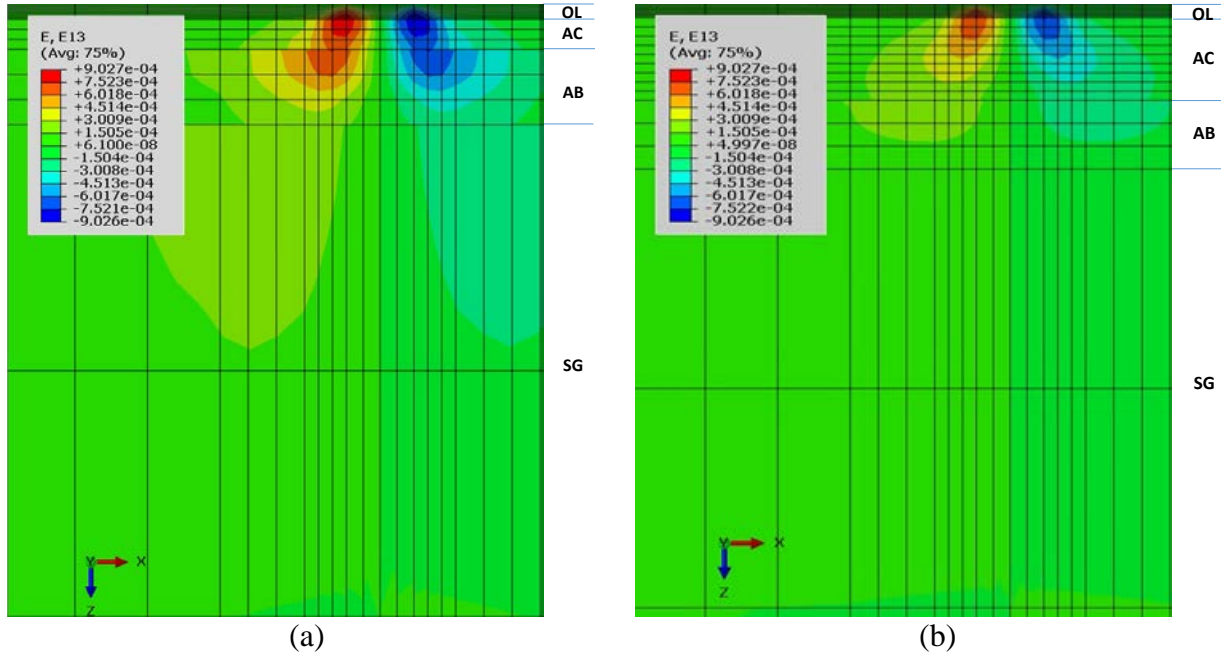 E, E13
(Avg: 75%)
+9.027e-04
+7.523e-04
+6.018e-04
+4.514e-04
+3.009e-04
+1.505e-04
+6.100e-08
-1.504e-04
-3.008e-04
-4.513e-04
-6.017e-04
-7.521e-04
-9.026e-04
Y X
Z
OL
AC
AB
SG
(a)
E, E13
(Avg: 75%)
+9.027e-04
+7.523e-04
+6.018e-04
+4.514e-04
+3.009e-04
+1.505e-04
+4.997e-08
-1.504e-04
-3.008e-04
-4.513e-04
-6.017e-04
-7.522e-04
-9.026e-04
Y X
Z
OL
AC
AB
SG
(b)